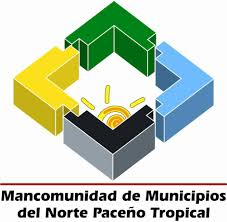 Mancomunidad de Municipios
del Norte Paceño Tropical